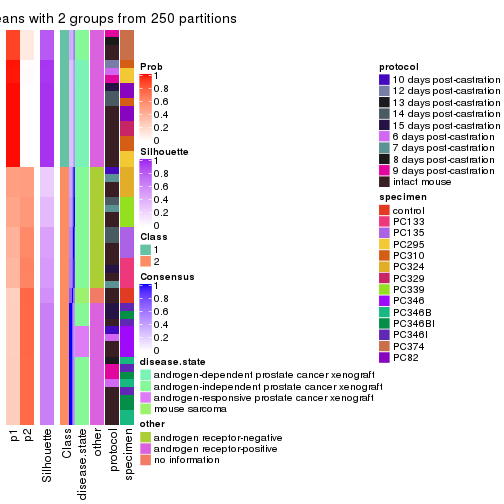 eans with 2 groups from 250 partitions
Prob
1
0.8
0.6
0.4
0.2
0
Silhouette
1
0.8
0.6
0.4
0.2
0
Class
1
2
Consensus
1
0.8
0.6
0.4
0.2
0
disease.state
androgen-dependent prostate cancer xenograft
androgen-independent prostate cancer xenograft
androgen-responsive prostate cancer xenograft
mouse sarcoma
other
androgen receptor-negative
androgen receptor-positive
no information
protocol
10 days post-castration
12 days post-castration
13 days post-castration
14 days post-castration
15 days post-castration
6 days post-castration
7 days post-castration
8 days post-castration
9 days post-castration
intact mouse
specimen
control
PC133
PC135
PC295
PC310
PC324
PC329
PC339
PC346
PC346B
PC346BI
PC346I
PC374
PC82
p1
p2
Silhouette
Class
disease.state
other
protocol
specimen